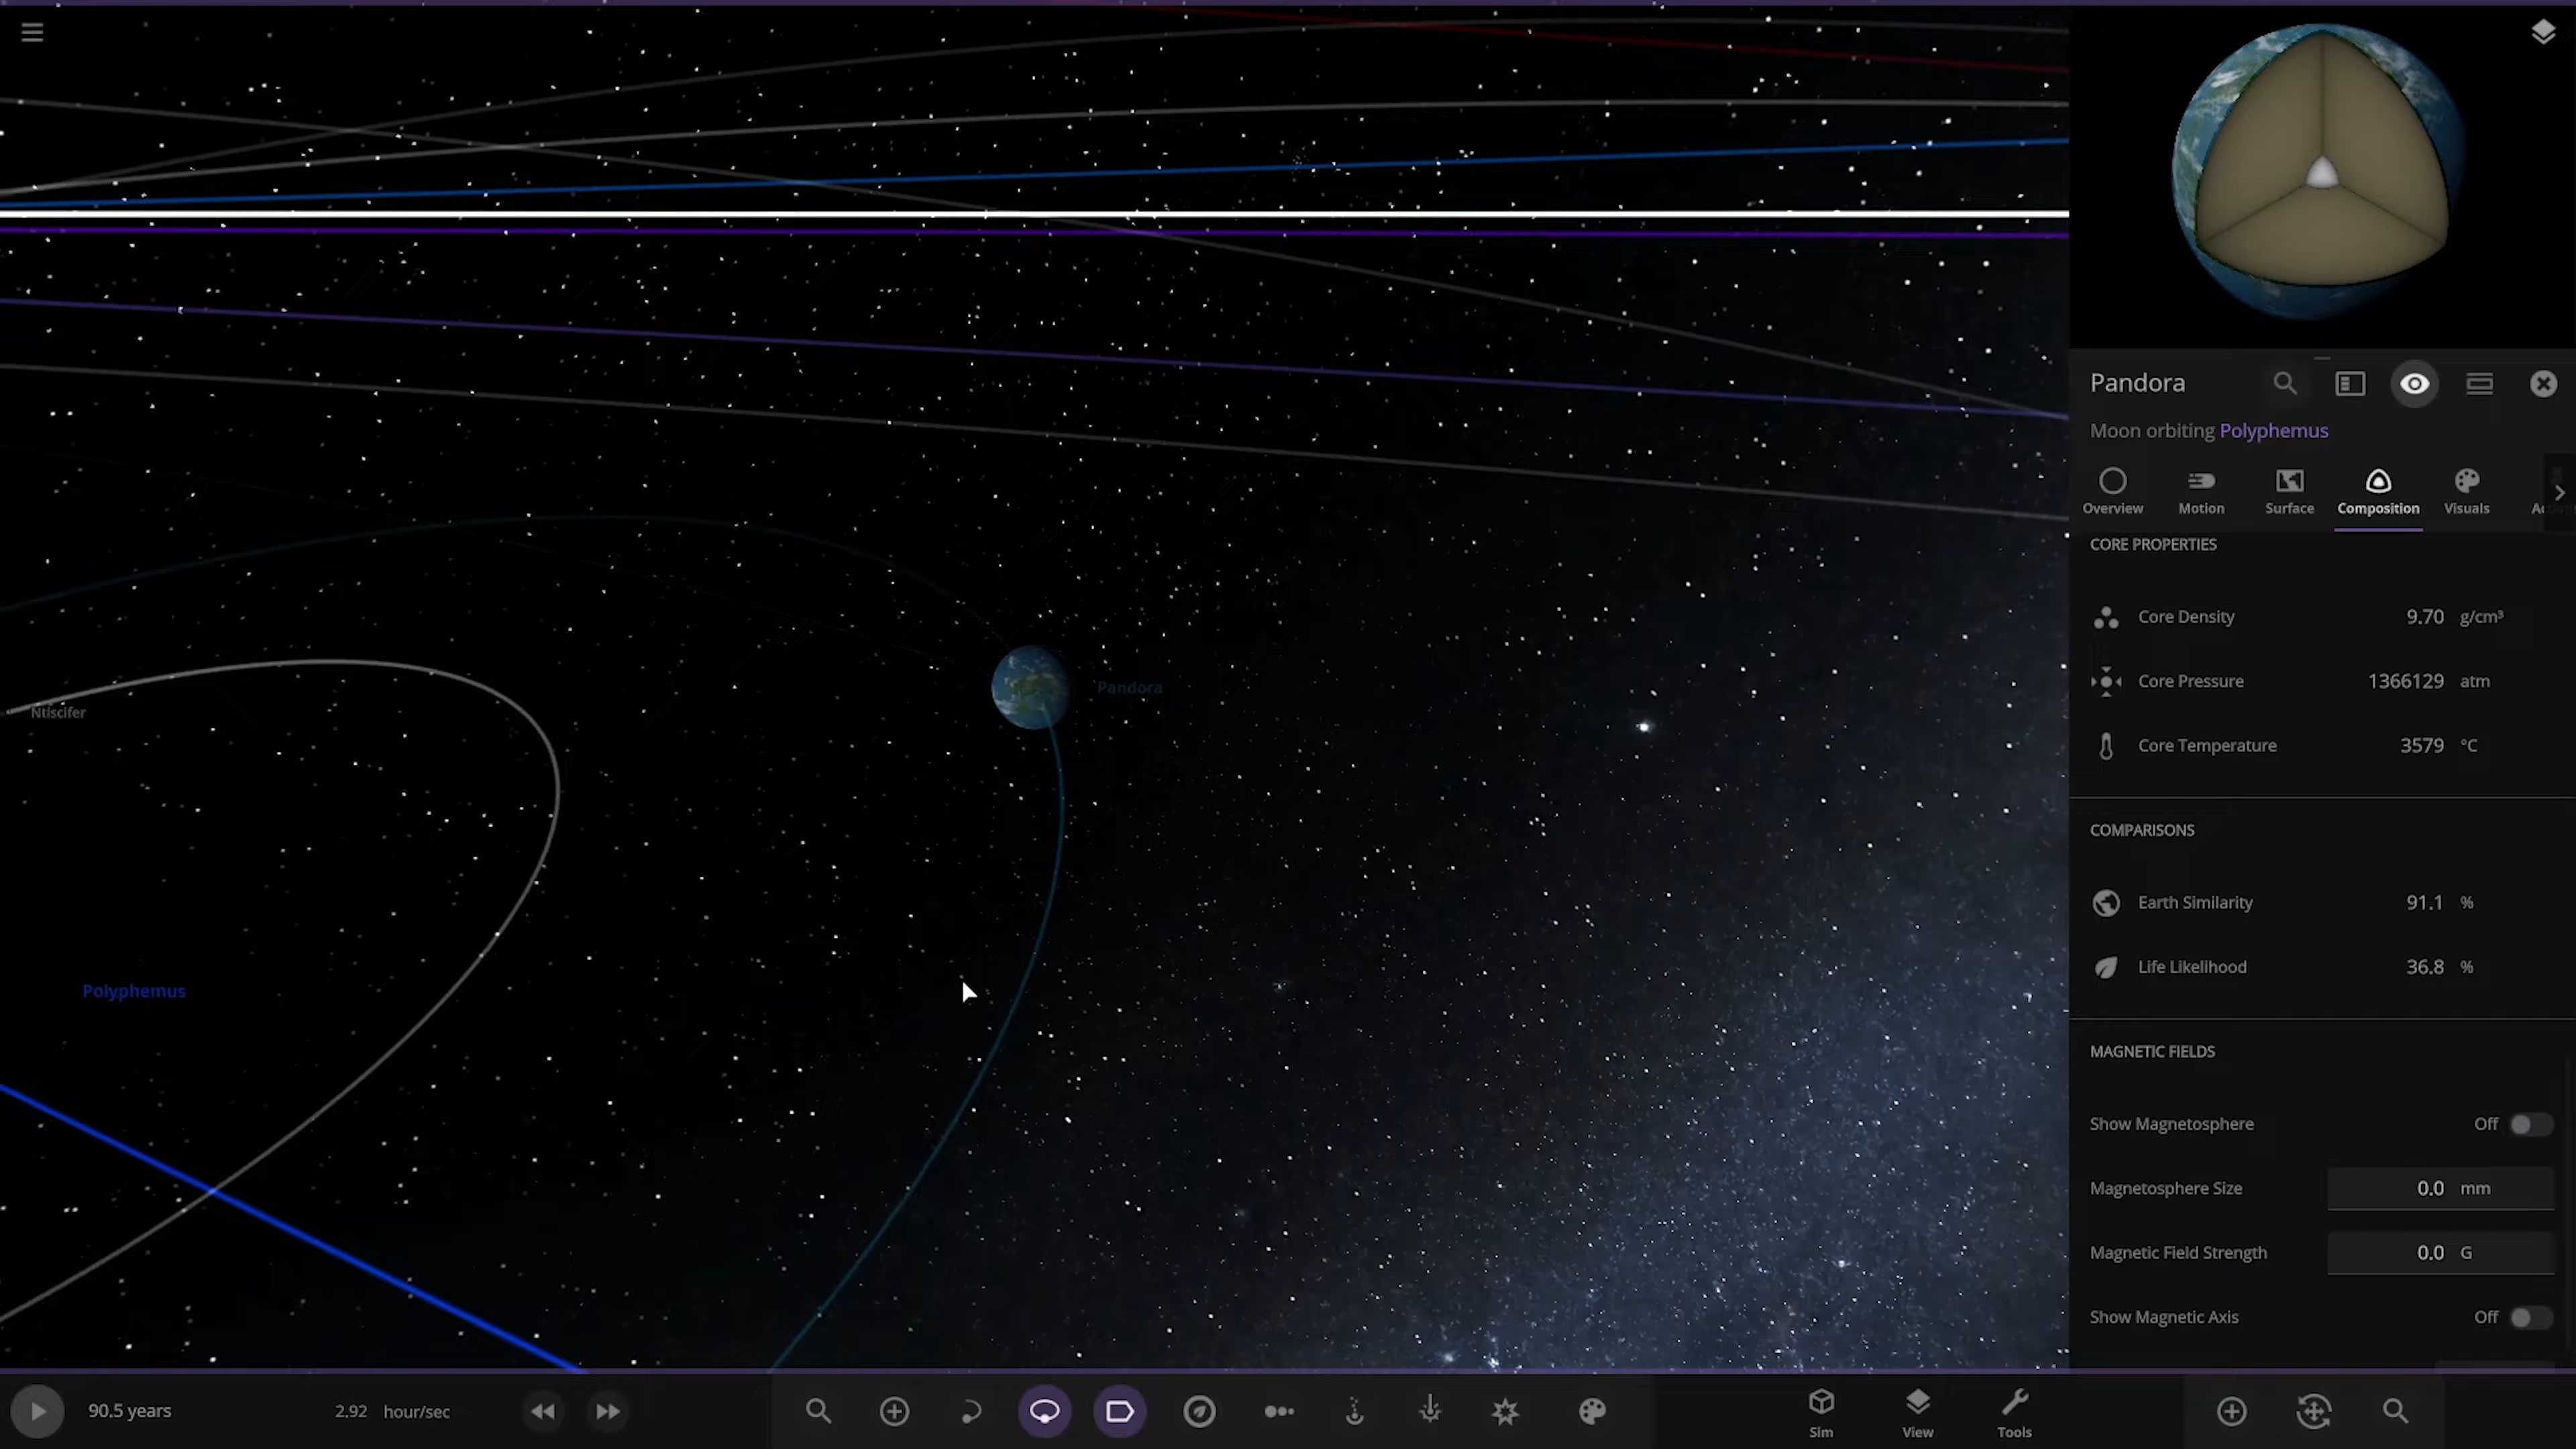 Pandora
Moon orbiting Polyphemus
Overview
Motion
Surface
Composition
Visuals
CORE PROPERTIES
Core Density 9.70 g/cm³
Core Pressure 1366129 atm
Core Temperature 3579 °C
COMPARISONS
Earth Similarity 91.1 %
Life Likelihood 36.8 %
MAGNETIC FIELDS
Show Magnetosphere Off
Magnetosphere Size 0.0 mm
Magnetic Field Strength 0.0 G
Show Magnetic Axis Off
Pandora
Ntiscifer
Polyphemus
90.5 years
2.92 hour/sec
Sim
View
Tools